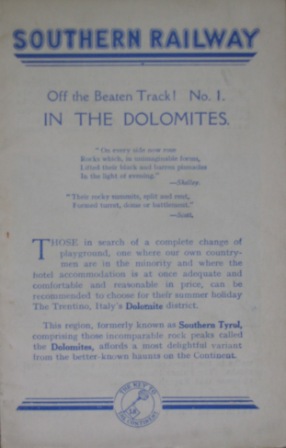 SOUTHERN RAILWAY
Off the Beaten Track! No. 1.
IN THE DOLOMITES.
"On every side now rose
Rocks which, in unimaginable forms,
Lifted their black and barren pinnacles
In the light of evening."
—Shelley.
"Their rocky summits, split and rent,
Formed turret, dome or battlement."
—Scott.
THOSE in search of a complete change of
playground, one where our own country-
men are in the minority and where the
hotel accommodation is at once adequate and
comfortable and reasonable in price, can be
recommended to choose for their summer holiday
The Trentino, Italy's Dolomite district.
This region, formerly known as Southern Tyrol,
comprising those incomparable rock peaks called
the Dolomites, affords a most delightful variant
from the better-known haunts on the Continent.
THE KEY TO
THE CONTINENT